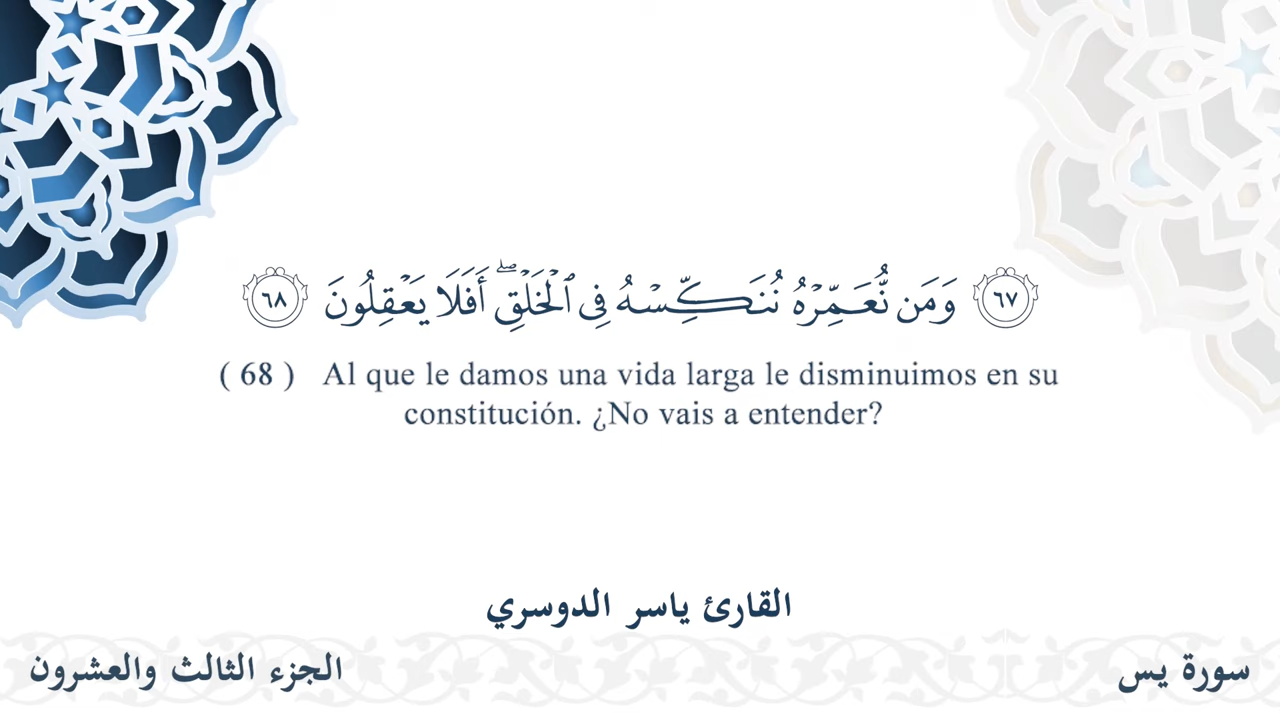 ٦٧ وَمَن نُّعَمِّرْهُ نُنَكِّسْهُ فِى ٱلْخَلْقِ ۖ أَفَلَا يَعْقِلُونَ ٦٨
( 68 ) Al que le damos una vida larga le disminuimos en su
constitución. ¿No vais a entender?
القارئ ياسر الدوسري
سورة يس
الجزء الثالث والعشرون